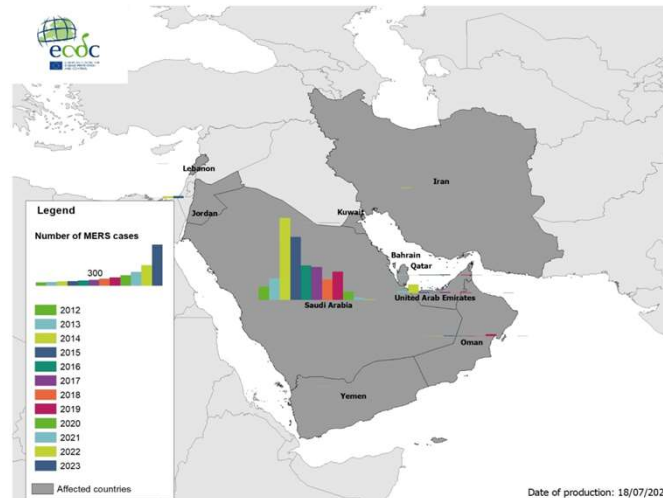 ecdc
Lebanon
Iran
Jordan
Kuwait
Bahrain
Qatar
United Arab Emirates
Saudi Arabia
Oman
Yemen
Legend
Number of MERS cases
300
2012
2013
2014
2015
2016
2017
2018
2019
2020
2021
2022
2023
Affected countries
Date of production: 18/07/202